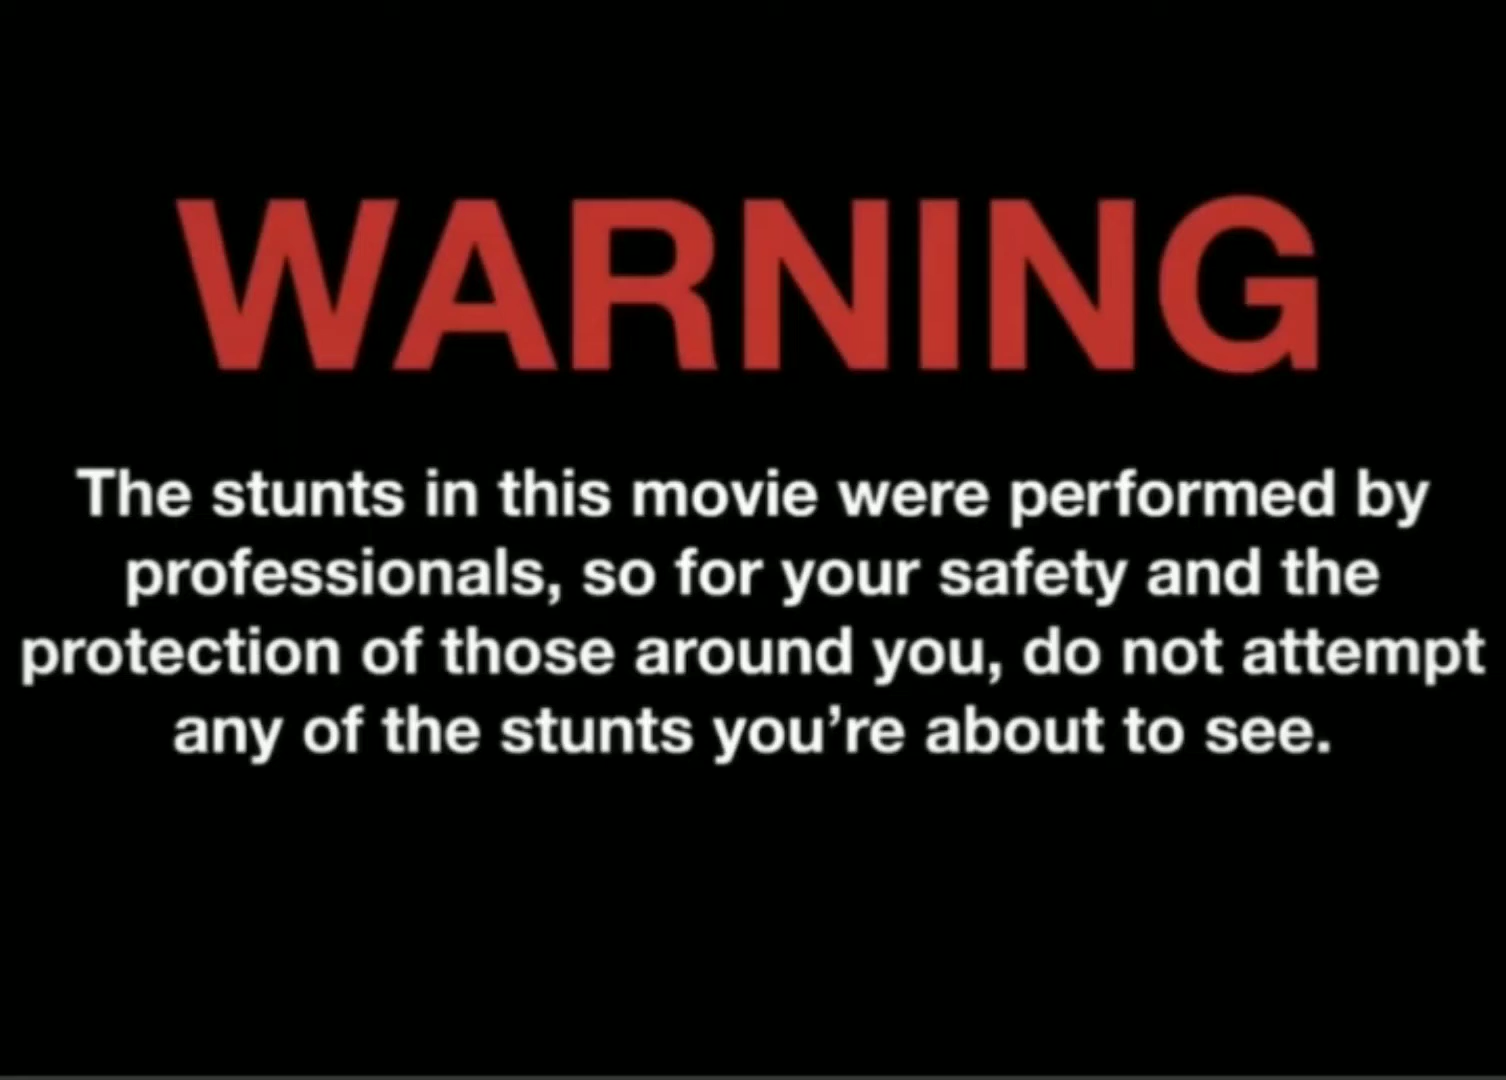 WARNING
The stunts in this movie were performed by
professionals, so for your safety and the
protection of those around you, do not attempt
any of the stunts you’re about to see.